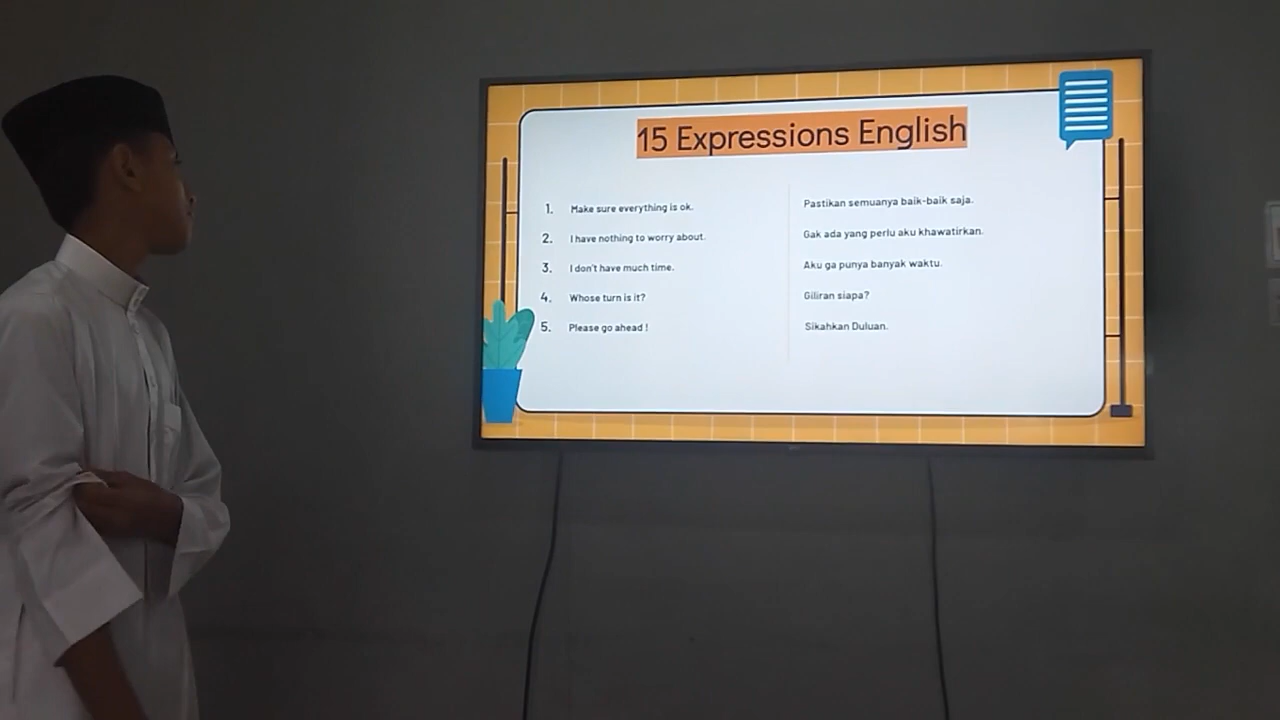 15 Expressions English
1. Make sure everything is ok. Pastikan semuanya baik-baik saja.
2. I have nothing to worry about. Gak ada yang perlu aku khawatirkan.
3. I don't have much time. Aku ga punya banyak waktu.
4. Whose turn is it? Giliran siapa?
5. Please go ahead ! Sikahkan Duluan.